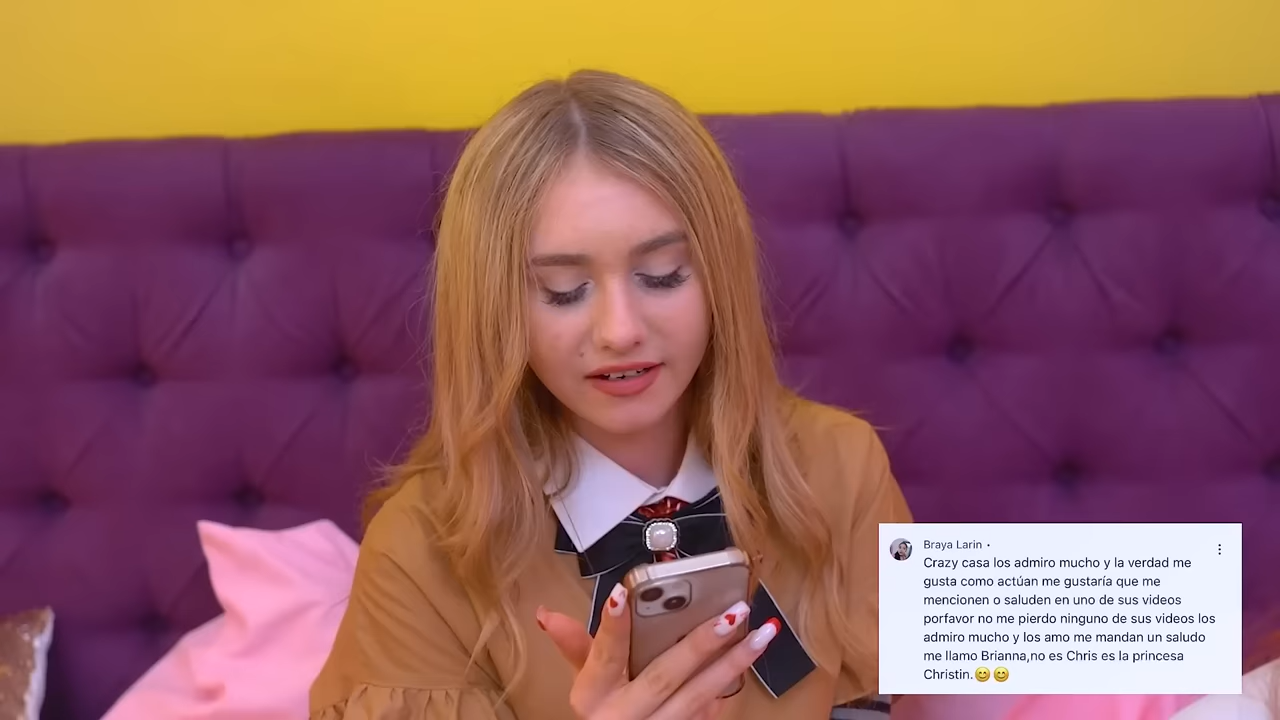 Braya Larin •
Crazy casa los admiro mucho y la verdad me
gusta como actúan me gustaría que me
mencionen o saluden en uno de sus videos
porfavor no me pierdo ninguno de sus videos los
admiro mucho y los amo me mandan un saludo
me llamo Brianna,no es Chris es la princesa
Christin.😊😊